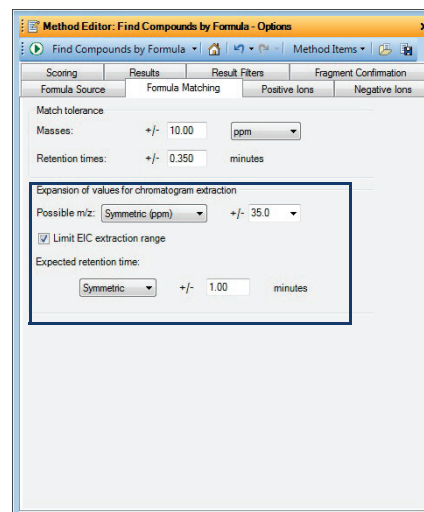 Method Editor: Find Compounds by Formula - Options
Find Compounds by Formula Method Items
Scoring Results Result Filters Fragment Confirmation
Formula Source Formula Matching Positive Ions Negative Ions
Match tolerance
Masses: +/- 10.00 ppm
Retention times: +/- 0.350 minutes
Expansion of values for chromatogram extraction
Possible m/z: Symmetric (ppm) +/- 35.0
Limit EIC extraction range
Expected retention time:
Symmetric +/- 1.00 minutes